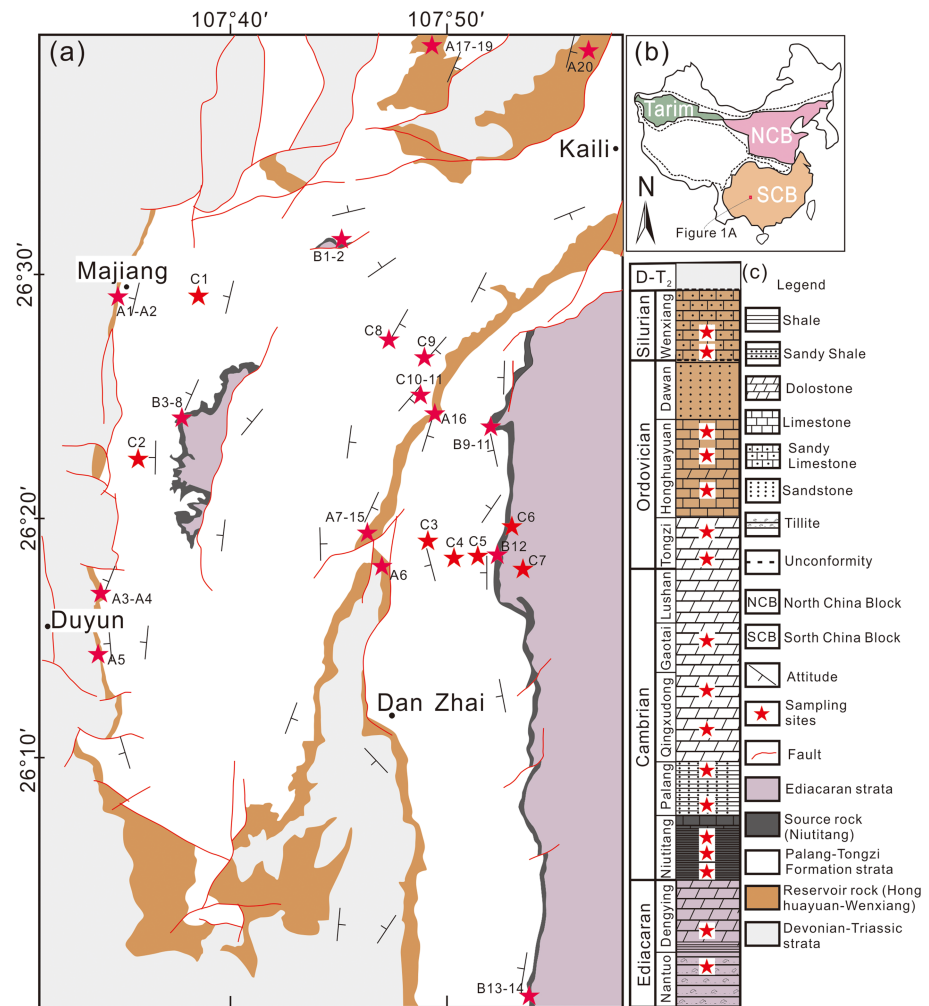 107°40′
107°50′
(a)
A17-19
A20
Kaili
B1-2
26°30′
Majiang
A1-A2
C1
C8
C9
C10-11
A16
B3-8
B9-11
C2
26°20′
A7-15
C3
C4
C5
C6
B12
C7
A6
A3-A4
Duyun
A5
Dan Zhai
26°10′
B13-14
(b)
Tarim
NCB
SCB
N
Figure 1A
(c)
D-T2
Silurian
Wenxiang
Ordovician
Dawan
Honghuayuan
Tongzi
Cambrian
Lushan
Gaotai
Qingxudong
Palang
Niutitang
Ediacaran
Dengying
Nantuo
Legend
Shale
Sandy Shale
Dolostone
Limestone
Sandy
Limestone
Sandstone
Tillite
Unconformity
NCB North China Block
SCB Sorth China Block
Attitude
Sampling
sites
Fault
Ediacaran strata
Source rock
(Niutitang)
Palang-Tongzi
Formation strata
Reservoir rock (Hong
huayuan-Wenxiang)
Devonian-Triassic
strata